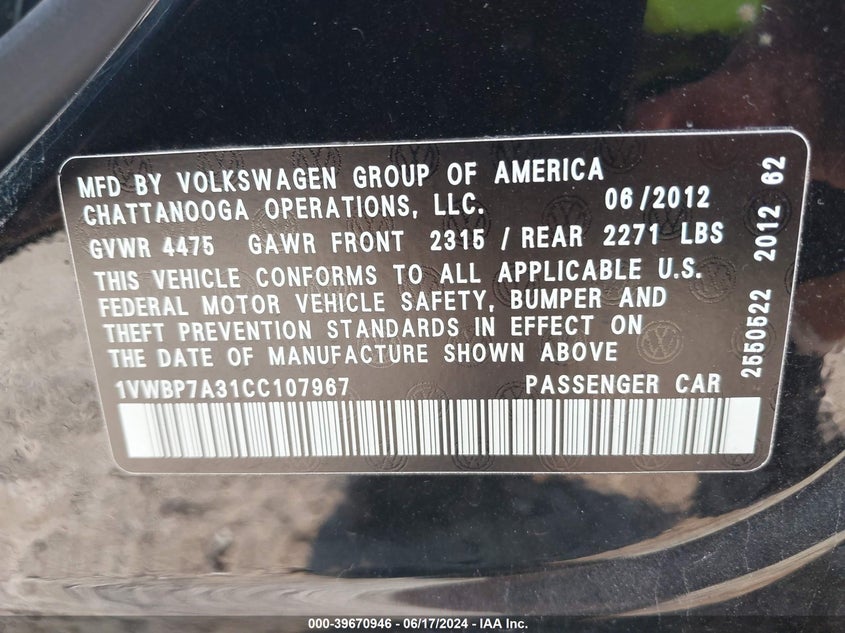 MFD BY VOLKSWAGEN GROUP OF AMERICA
CHATTANOOGA OPERATIONS, LLC. 06/2012
GVWR 4475 GAWR FRONT 2315 / REAR 2271 LBS
THIS VEHICLE CONFORMS TO ALL APPLICABLE U.S.
FEDERAL MOTOR VEHICLE SAFETY, BUMPER AND
THEFT PREVENTION STANDARDS IN EFFECT ON
THE DATE OF MANUFACTURE SHOWN ABOVE
1VWBP7A31CC107967 PASSENGER CAR
2550522 2012 62
000-39670946 - 06/17/2024 - IAA Inc.